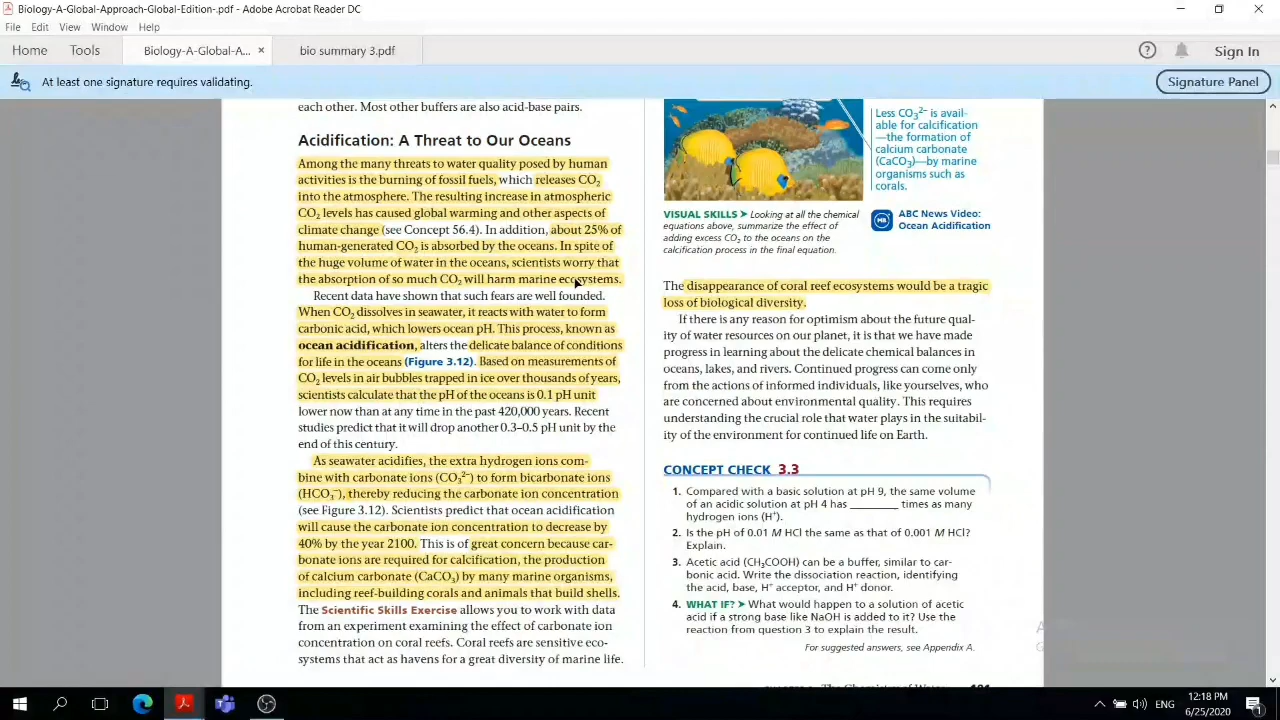 Biology-A-Global-Approach-Global-Edition-.pdf - Adobe Acrobat Reader DC
File Edit View Window Help
Home Tools Biology-A-Global-A... × bio summary 3.pdf Sign In
At least one signature requires validating. Signature Panel
each other. Most other buffers are also acid-base pairs.
Acidification: A Threat to Our Oceans
Among the many threats to water quality posed by human
activities is the burning of fossil fuels, which releases CO₂
into the atmosphere. The resulting increase in atmospheric
CO₂ levels has caused global warming and other aspects of
climate change (see Concept 56.4). In addition, about 25% of
human-generated CO₂ is absorbed by the oceans. In spite of
the huge volume of water in the oceans, scientists worry that
the absorption of so much CO₂ will harm marine ecosystems.
Recent data have shown that such fears are well founded.
When CO₂ dissolves in seawater, it reacts with water to form
carbonic acid, which lowers ocean pH. This process, known as
ocean acidification, alters the delicate balance of conditions
for life in the oceans (Figure 3.12). Based on measurements of
CO₂ levels in air bubbles trapped in ice over thousands of years,
scientists calculate that the pH of the oceans is 0.1 pH unit
lower now than at any time in the past 420,000 years. Recent
studies predict that it will drop another 0.3–0.5 pH unit by the
end of this century.
As seawater acidifies, the extra hydrogen ions com-
bine with carbonate ions (CO₃²⁻) to form bicarbonate ions
(HCO₃⁻), thereby reducing the carbonate ion concentration
(see Figure 3.12). Scientists predict that ocean acidification
will cause the carbonate ion concentration to decrease by
40% by the year 2100. This is of great concern because car-
bonate ions are required for calcification, the production
of calcium carbonate (CaCO₃) by many marine organisms,
including reef-building corals and animals that build shells.
The Scientific Skills Exercise allows you to work with data
from an experiment examining the effect of carbonate ion
concentration on coral reefs. Coral reefs are sensitive eco-
systems that act as havens for a great diversity of marine life.
Less CO₃²⁻ is avail-
able for calcification
—the formation of
calcium carbonate
(CaCO₃)—by marine
organisms such as
corals.
VISUAL SKILLS ➤ Looking at all the chemical
equations above, summarize the effect of
adding excess CO₂ to the oceans on the
calcification process in the final equation.
ABC News Video:
Ocean Acidification
The disappearance of coral reef ecosystems would be a tragic
loss of biological diversity.
If there is any reason for optimism about the future qual-
ity of water resources on our planet, it is that we have made
progress in learning about the delicate chemical balances in
oceans, lakes, and rivers. Continued progress can come only
from the actions of informed individuals, like yourselves, who
are concerned about environmental quality. This requires
understanding the crucial role that water plays in the suitabil-
ity of the environment for continued life on Earth.
CONCEPT CHECK 3.3
1. Compared with a basic solution at pH 9, the same volume
of an acidic solution at pH 4 has ________ times as many
hydrogen ions (H⁺).
2. Is the pH of 0.01 M HCl the same as that of 0.001 M HCl?
Explain.
3. Acetic acid (CH₃COOH) can be a buffer, similar to car-
bonic acid. Write the dissociation reaction, identifying
the acid, base, H⁺ acceptor, and H⁺ donor.
4. WHAT IF? ➤ What would happen to a solution of acetic
acid if a strong base like NaOH is added to it? Use the
reaction from question 3 to explain the result.
For suggested answers, see Appendix A.
ENG
12:18 PM
6/25/2020